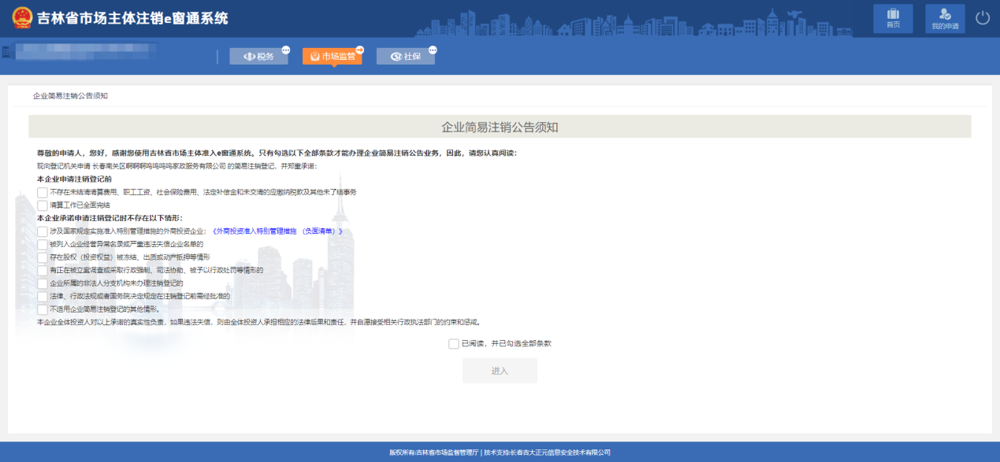 吉林省市场主体注销e窗通系统
首页
我的申请
税务
市场监管
社保
企业简易注销公告须知
企业简易注销公告须知
尊敬的申请人，您好，感谢您使用吉林省市场主体准入e窗通系统。只有勾选以下全部条款才能办理企业简易注销公告业务，因此，请您认真阅读：
现向登记机关申请 长春南关区啊啊啊呜呜呜呜家政服务有限公司 的简易注销登记，并郑重承诺：
本企业申请注销登记前
不存在未结清清算费用、职工工资、社会保险费用、法定补偿金和未交清的应缴纳税款及其他未了结事务
清算工作已全面完结
本企业承诺申请注销登记时不存在以下情形：
涉及国家规定实施准入特别管理措施的外商投资企业；《外商投资准入特别管理措施 （负面清单）》
被列入企业经营异常名录或严重违法失信企业名单的
存在股权（投资权益）被冻结、出质或动产抵押等情形
有正在被立案调查或采取行政强制、司法协助、被予以行政处罚等情形的
企业所属的非法人分支机构未办理注销登记的
法律、行政法规或者国务院决定规定在注销登记前需经批准的
不适用企业简易注销登记的其他情形。
本企业全体投资人对以上承诺的真实性负责，如果违法失信，则由全体投资人承担相应的法律后果和责任，并自愿接受相关行政执法部门的约束和惩戒。
已阅读，并已勾选全部条款
进入
版权所有:吉林省市场监督管理厅 | 技术支持:长春吉大正元信息安全技术有限公司